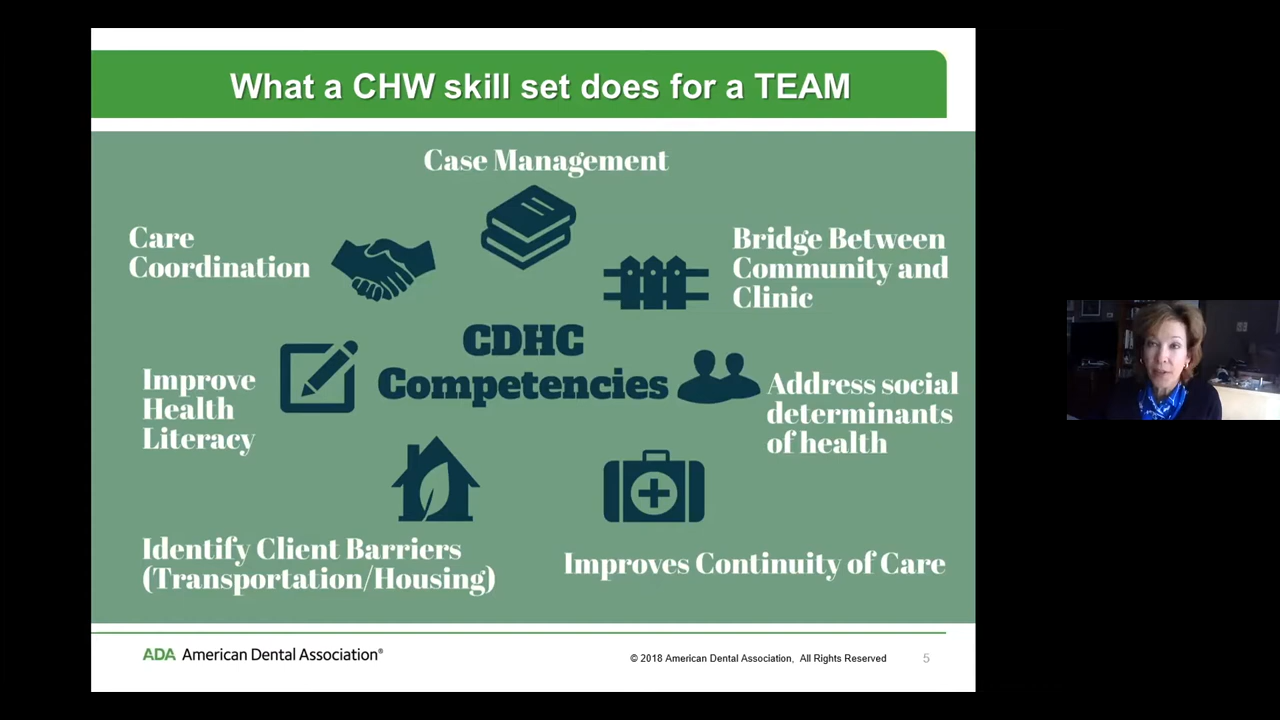 What a CHW skill set does for a TEAM
Case Management
Care
Coordination
Bridge Between
Community and
Clinic
CDHC
Competencies
Improve
Health
Literacy
Address social
determinants
of health
Identify Client Barriers
(Transportation/Housing)
Improves Continuity of Care
ADA American Dental Association®
© 2018 American Dental Association, All Rights Reserved
5